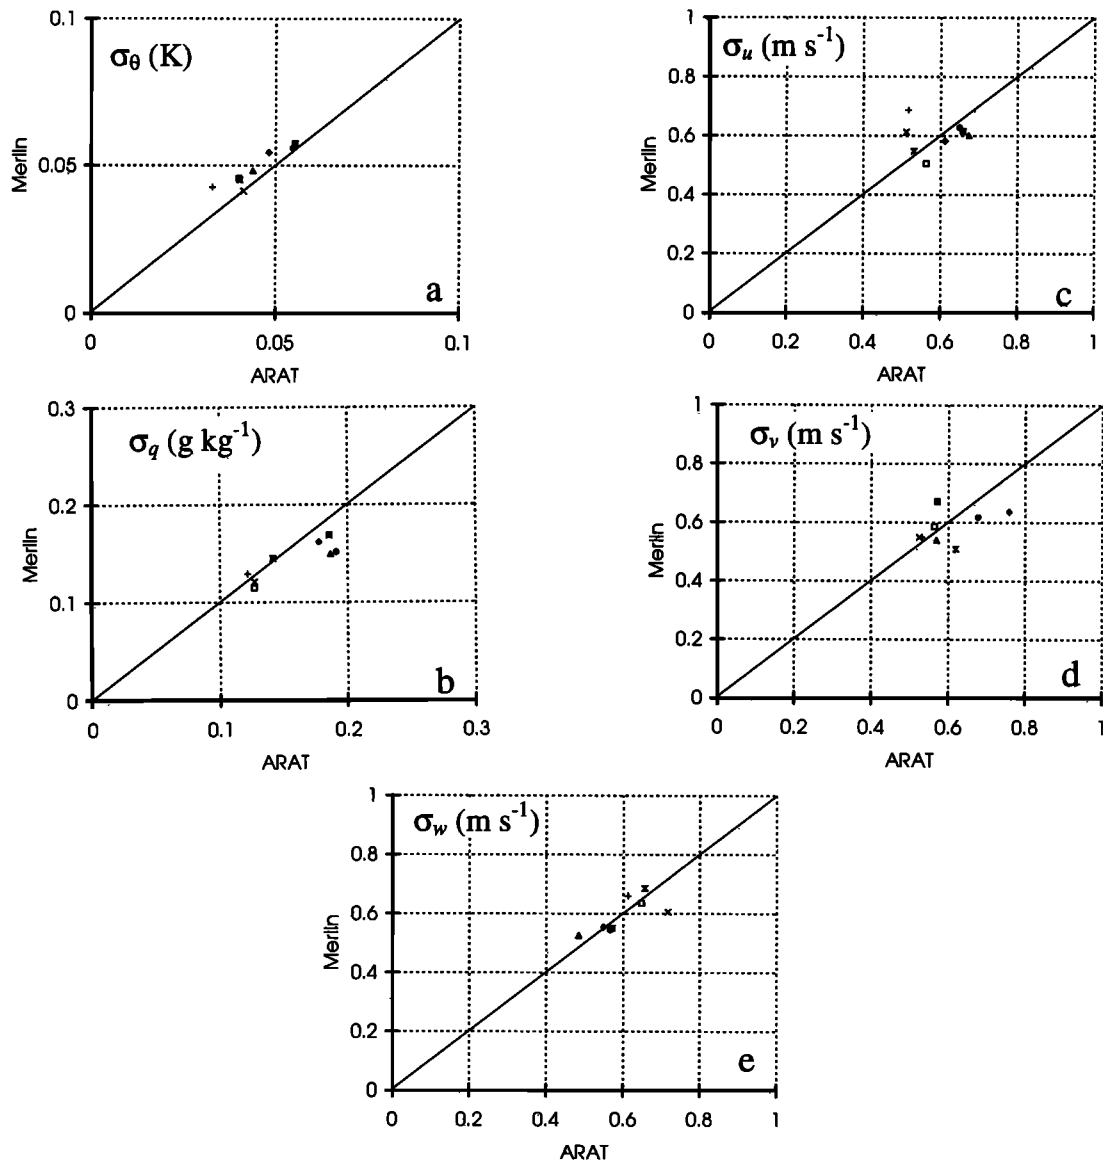 0.1
σθ (K)
0.05
Merlin
a
0
0 0.05 0.1
ARAT
1
σu (m s-1)
0.8
0.6
Merlin
0.4
0.2
c
0
0 0.2 0.4 0.6 0.8 1
ARAT
0.3
σq (g kg-1)
0.2
Merlin
0.1
b
0
0 0.1 0.2 0.3
ARAT
1
σv (m s-1)
0.8
0.6
Merlin
0.4
0.2
d
0
0 0.2 0.4 0.6 0.8 1
ARAT
1
σw (m s-1)
0.8
0.6
Merlin
0.4
0.2
e
0
0 0.2 0.4 0.6 0.8 1
ARAT